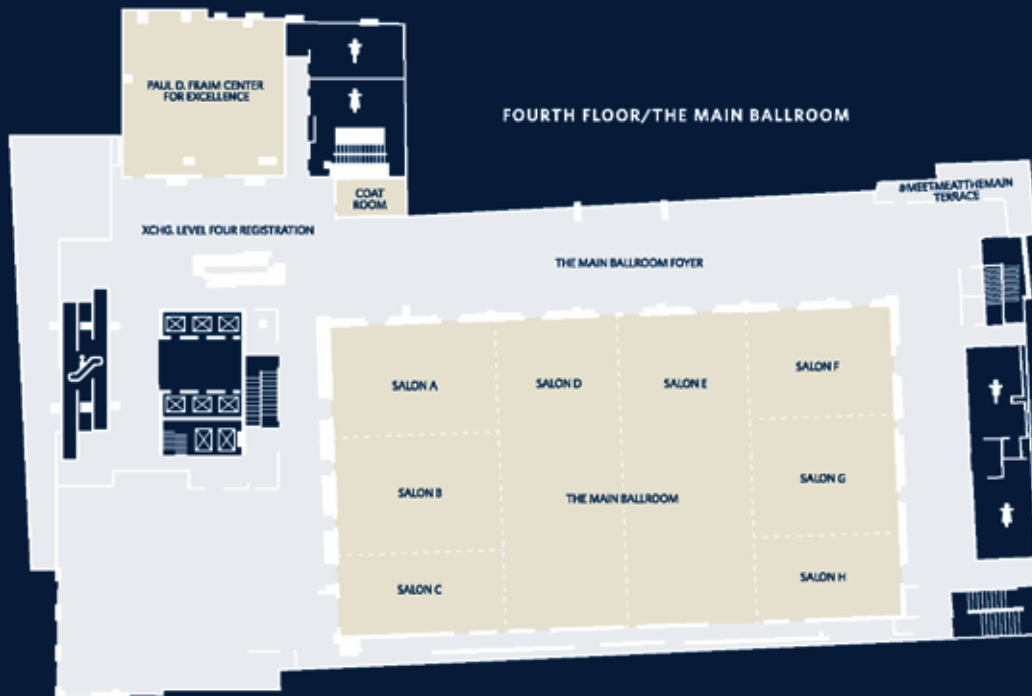 PAUL D. FRAIM CENTER
FOR EXCELLENCE
FOURTH FLOOR/THE MAIN BALLROOM
COAT
ROOM
#MEETMEATTHEMAIN
TERRACE
XCHG. LEVEL FOUR REGISTRATION
THE MAIN BALLROOM FOYER
SALON A
SALON D
SALON E
SALON F
SALON B
THE MAIN BALLROOM
SALON G
SALON C
SALON H